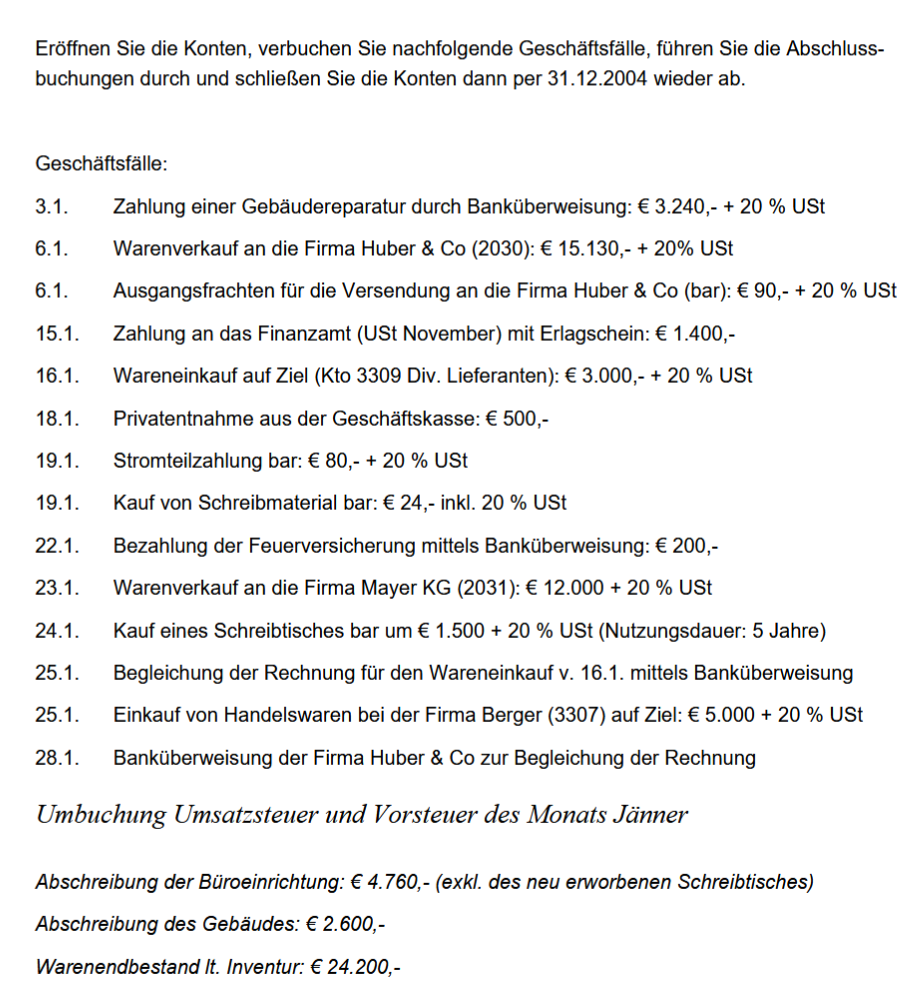 Eröffnen Sie die Konten, verbuchen Sie nachfolgende Geschäftsfälle, führen Sie die Abschluss-
buchungen durch und schließen Sie die Konten dann per 31.12.2004 wieder ab.
Geschäftsfälle:
3.1. Zahlung einer Gebäudereparatur durch Banküberweisung: € 3.240,- + 20 % USt
6.1. Warenverkauf an die Firma Huber & Co (2030): € 15.130,- + 20% USt
6.1. Ausgangsfrachten für die Versendung an die Firma Huber & Co (bar): € 90,- + 20 % USt
15.1. Zahlung an das Finanzamt (USt November) mit Erlagschein: € 1.400,-
16.1. Wareneinkauf auf Ziel (Kto 3309 Div. Lieferanten): € 3.000,- + 20 % USt
18.1. Privatentnahme aus der Geschäftskasse: € 500,-
19.1. Stromteilzahlung bar: € 80,- + 20 % USt
19.1. Kauf von Schreibmaterial bar: € 24,- inkl. 20 % USt
22.1. Bezahlung der Feuerversicherung mittels Banküberweisung: € 200,-
23.1. Warenverkauf an die Firma Mayer KG (2031): € 12.000 + 20 % USt
24.1. Kauf eines Schreibtisches bar um € 1.500 + 20 % USt (Nutzungsdauer: 5 Jahre)
25.1. Begleichung der Rechnung für den Wareneinkauf v. 16.1. mittels Banküberweisung
25.1. Einkauf von Handelswaren bei der Firma Berger (3307) auf Ziel: € 5.000 + 20 % USt
28.1. Banküberweisung der Firma Huber & Co zur Begleichung der Rechnung
Umbuchung Umsatzsteuer und Vorsteuer des Monats Jänner
Abschreibung der Büroeinrichtung: € 4.760,- (exkl. des neu erworbenen Schreibtisches)
Abschreibung des Gebäudes: € 2.600,-
Warenendbestand lt. Inventur: € 24.200,-